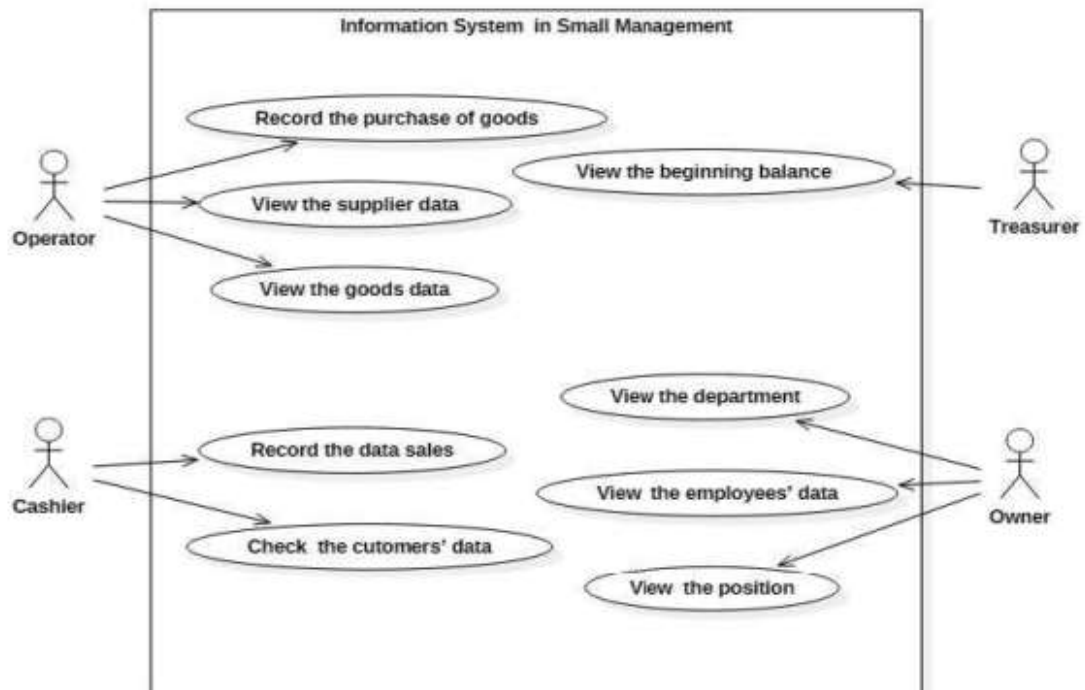 Information System in Small Management
Record the purchase of goods
View the beginning balance
View the supplier data
Operator
Treasurer
View the goods data
View the department
Record the data sales
View the employees' data
Cashier
Owner
Check the cutomers' data
View the position